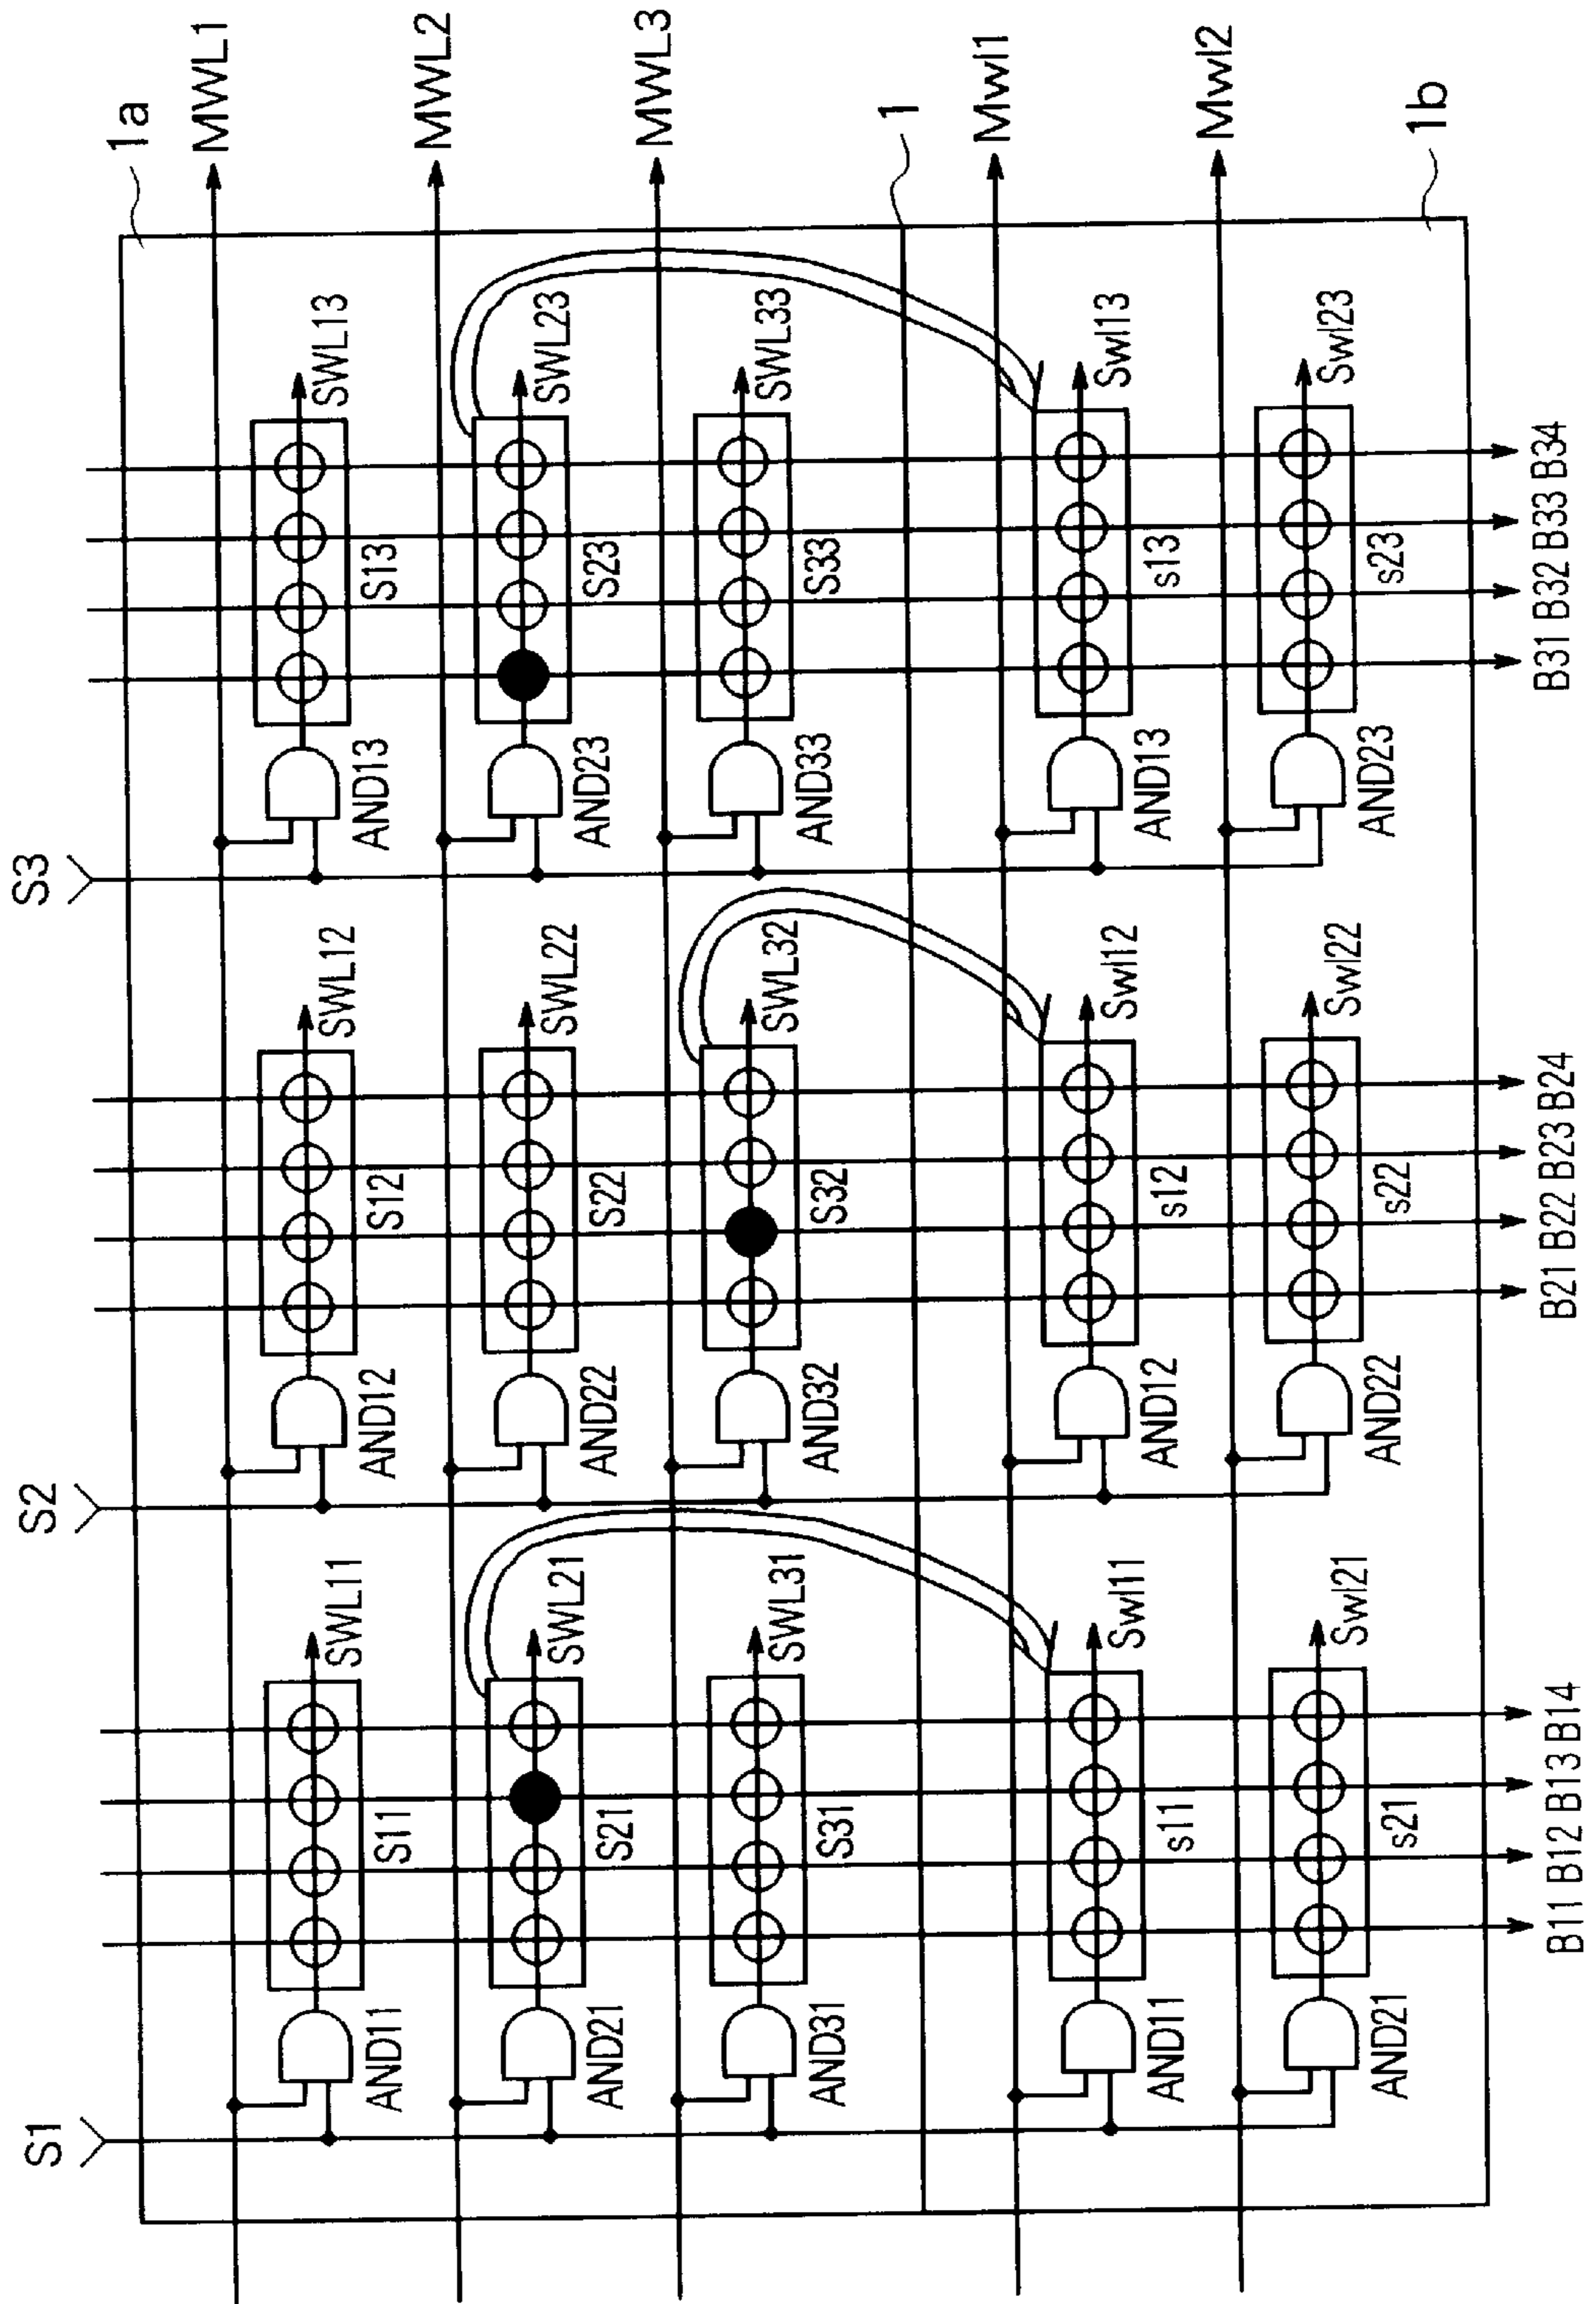 S1 S2 S3
1a
MWL1
SWL11 SWL12 SWL13
S11 S12 S13
AND11 AND12 AND13
MWL2
SWL21 SWL22 SWL23
S21 S22 S23
AND21 AND22 AND23
MWL3
SWL31 SWL32 SWL33
S31 S32 S33
AND31 AND32 AND33
1
Mwl1
Swl11 Swl12 Swl13
s11 s12 s13
AND11 AND12 AND13
Mwl2
Swl21 Swl22 Swl23
s21 s22 s23
AND21 AND22 AND23
1b
B11 B12 B13 B14 B21 B22 B23 B24 B31 B32 B33 B34